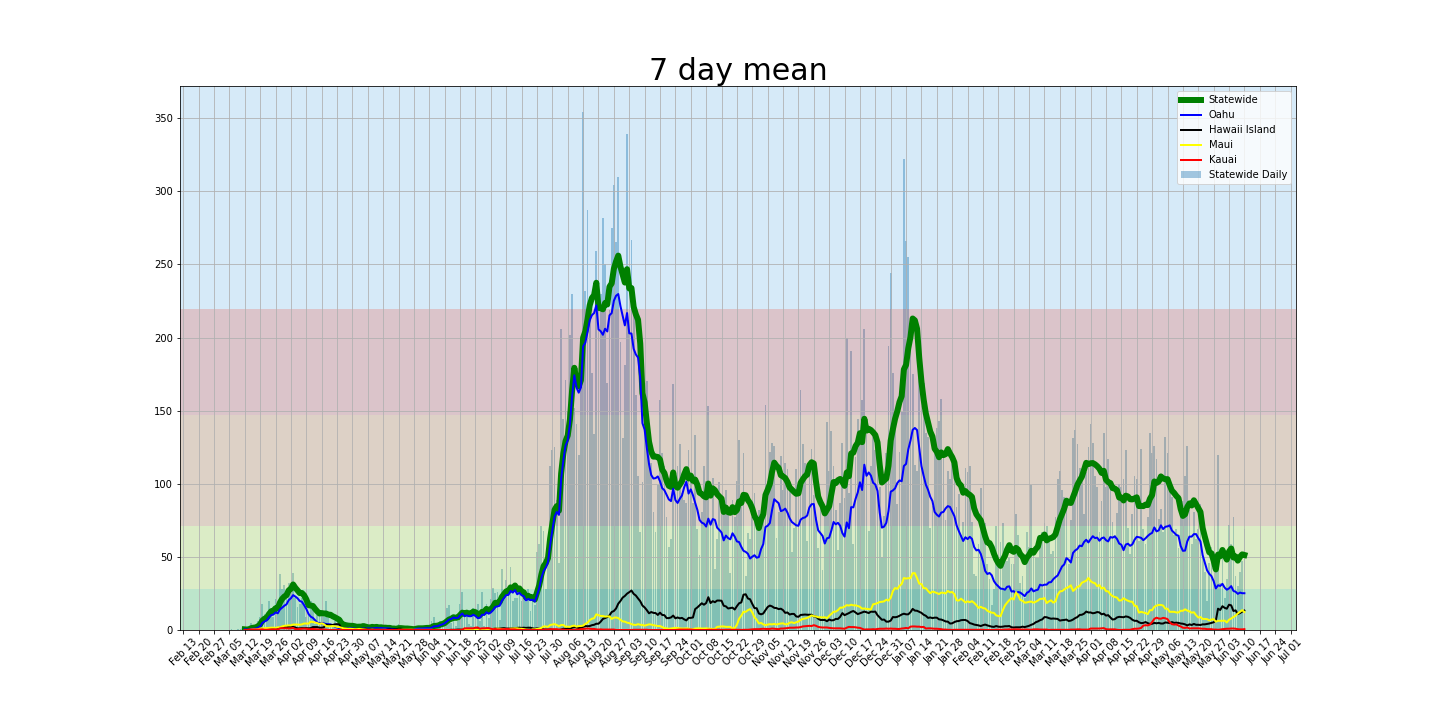 7 day mean
Statewide
Oahu
Hawaii Island
Maui
Kauai
Statewide Daily
350
300
250
200
150
100
50
0
Feb 13 Feb 20 Feb 27 Mar 05 Mar 12 Mar 19 Mar 26 Apr 02 Apr 09 Apr 16 Apr 23 Apr 30 May 07 May 14 May 21 May 28 Jun 04 Jun 11 Jun 18 Jun 25 Jul 02 Jul 09 Jul 16 Jul 23 Jul 30 Aug 06 Aug 13 Aug 20 Aug 27 Sep 03 Sep 10 Sep 17 Sep 24 Oct 01 Oct 08 Oct 15 Oct 22 Oct 29 Nov 05 Nov 12 Nov 19 Nov 26 Dec 03 Dec 10 Dec 17 Dec 24 Dec 31 Jan 07 Jan 14 Jan 21 Jan 28 Feb 04 Feb 11 Feb 18 Feb 25 Mar 04 Mar 11 Mar 18 Mar 25 Apr 01 Apr 08 Apr 15 Apr 22 Apr 29 May 06 May 13 May 20 May 27 Jun 03 Jun 10 Jun 17 Jun 24 Jul 01